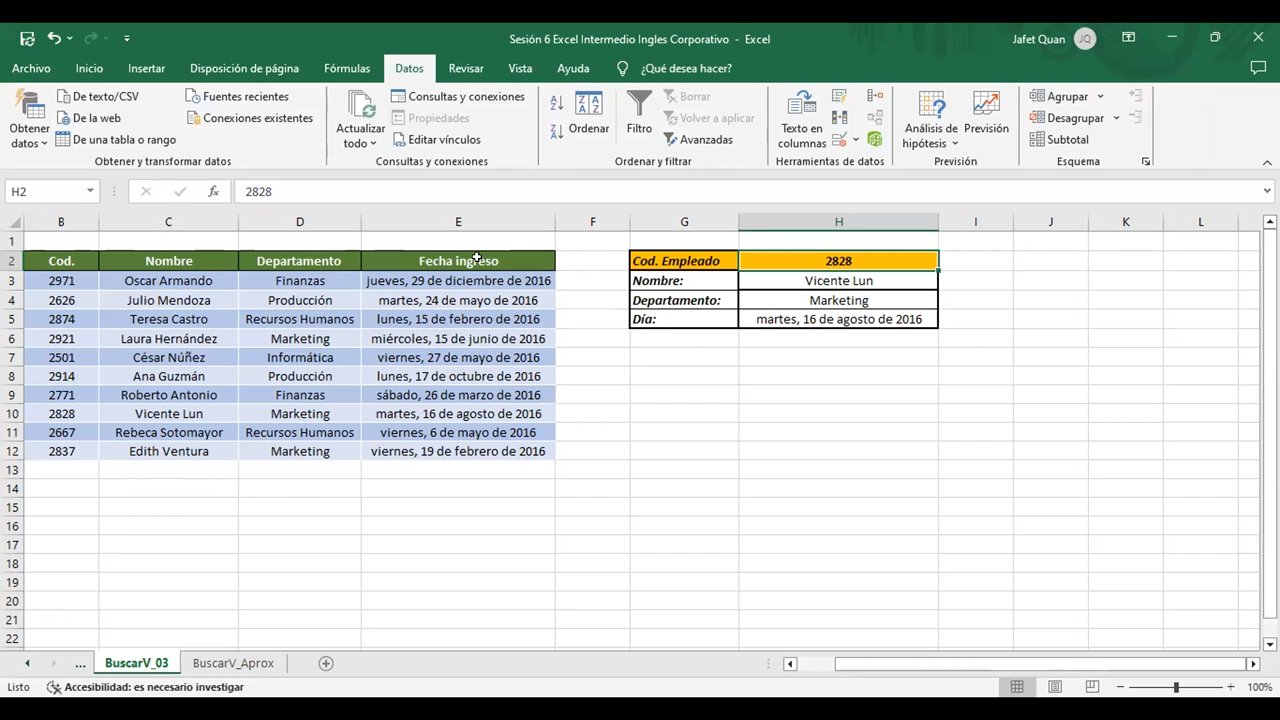 Sesión 6 Excel Intermedio Ingles Corporativo - Excel
Jafet Quan JQ
Archivo Inicio Insertar Disposición de página Fórmulas Datos Revisar Vista Ayuda ¿Qué desea hacer?
Obtener datos
De texto/CSV
De la web
De una tabla o rango
Fuentes recientes
Conexiones existentes
Obtener y transformar datos
Actualizar todo
Consultas y conexiones
Propiedades
Editar vínculos
Consultas y conexiones
Ordenar
Filtro
Borrar
Volver a aplicar
Avanzadas
Ordenar y filtrar
Texto en columnas
Herramientas de datos
Análisis de hipótesis
Previsión
Previsión
Agrupar
Desagrupar
Subtotal
Esquema
H2 fx 2828
B C D E F G H I J K L
1
2 Cod. Nombre Departamento Fecha ingreso Cod. Empleado 2828
3 2971 Oscar Armando Finanzas jueves, 29 de diciembre de 2016 Nombre: Vicente Lun
4 2626 Julio Mendoza Producción martes, 24 de mayo de 2016 Departamento: Marketing
5 2874 Teresa Castro Recursos Humanos lunes, 15 de febrero de 2016 Día: martes, 16 de agosto de 2016
6 2921 Laura Hernández Marketing miércoles, 15 de junio de 2016
7 2501 César Núñez Informática viernes, 27 de mayo de 2016
8 2914 Ana Guzmán Producción lunes, 17 de octubre de 2016
9 2771 Roberto Antonio Finanzas sábado, 26 de marzo de 2016
10 2828 Vicente Lun Marketing martes, 16 de agosto de 2016
11 2667 Rebeca Sotomayor Recursos Humanos viernes, 6 de mayo de 2016
12 2837 Edith Ventura Marketing viernes, 19 de febrero de 2016
13
14
15
16
17
18
19
20
21
22
... BuscarV_03 BuscarV_Aprox
Listo Accesibilidad: es necesario investigar 100%